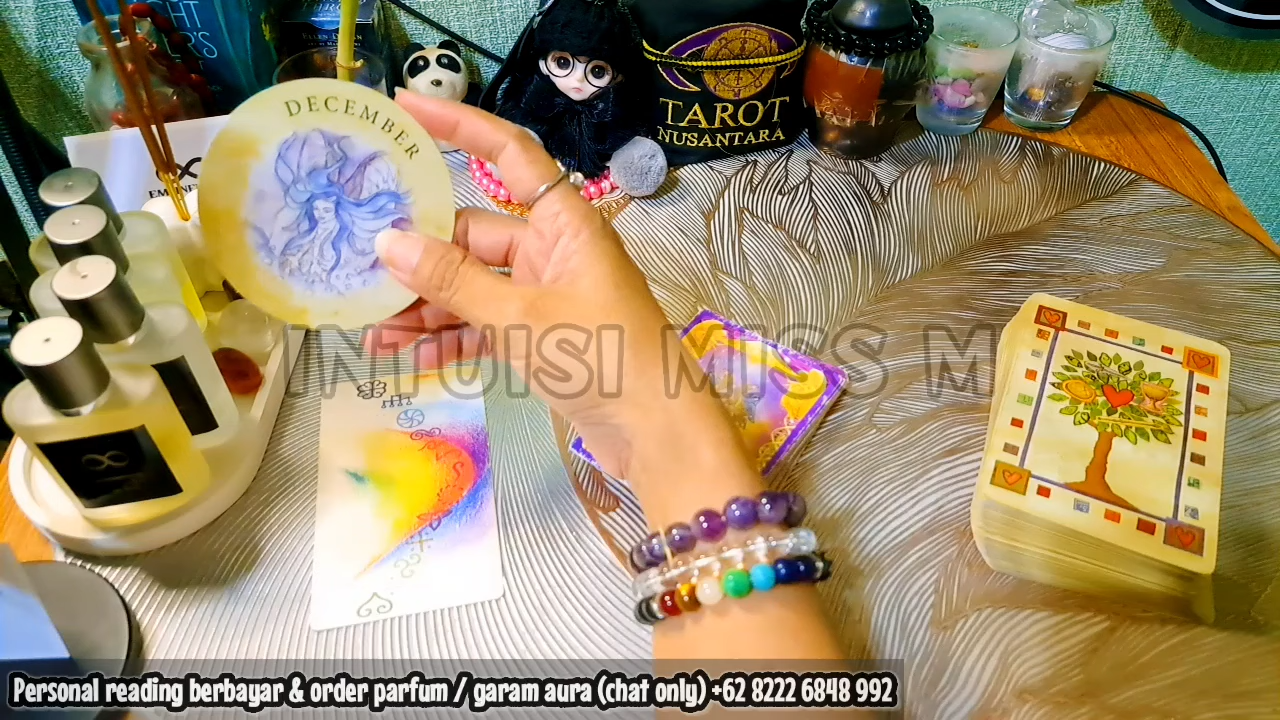 DECEMBER
TAROT
NUSANTARA
INTUISI MISS M
Personal reading berbayar & order parfum / garam aura (chat only) +62 8222 6848 992